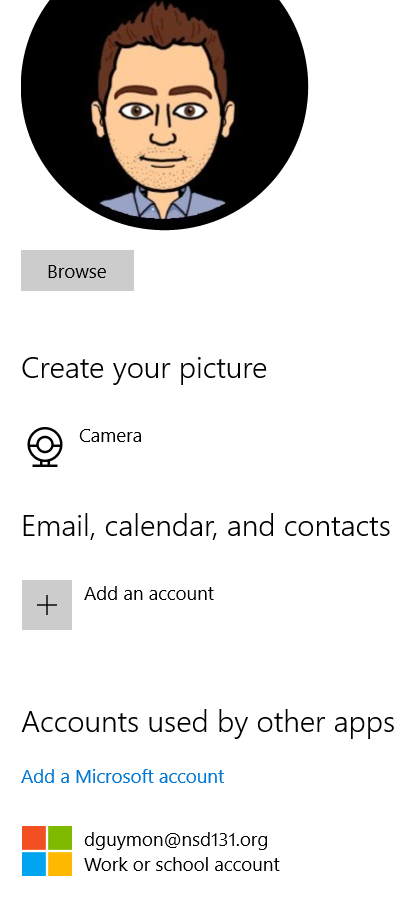 Browse
Create your picture
Camera
Email, calendar, and contacts
Add an account
Accounts used by other apps
Add a Microsoft account
dguymon@nsd131.org
Work or school account